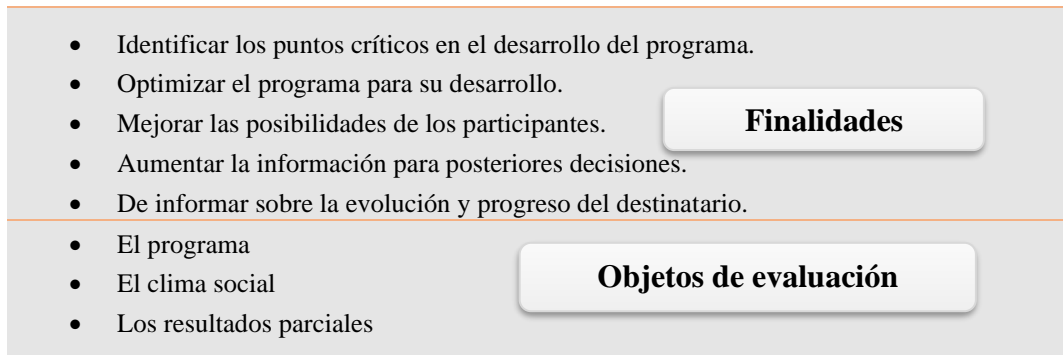 • Identificar los puntos críticos en el desarrollo del programa.
• Optimizar el programa para su desarrollo.
• Mejorar las posibilidades de los participantes.
Finalidades
• Aumentar la información para posteriores decisiones.
• De informar sobre la evolución y progreso del destinatario.
• El programa
• El clima social
Objetos de evaluación
• Los resultados parciales